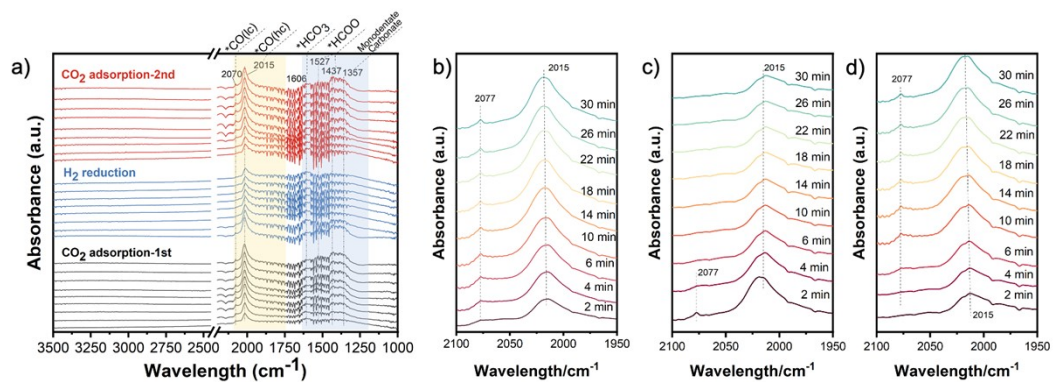 a)
*CO(lc)
*CO(hc)
*HCO3
*HCOO
Monodentate
Carbonate
CO2 adsorption-2nd
2070
2015
1606
1527
1437
1357
H2 reduction
CO2 adsorption-1st
Absorbance (a.u.)
3500 3000 2500 2000 1500 1000
Wavelength (cm-1)
b)
2015
2077
30 min
26 min
22 min
18 min
14 min
10 min
6 min
4 min
2 min
Absorbance (a.u.)
2100 2050 2000 1950
Wavelength/cm-1
c)
2015
30 min
26 min
22 min
18 min
14 min
10 min
6 min
4 min
2077
2 min
Absorbance (a.u.)
2100 2050 2000 1950
Wavelength/cm-1
d)
2077
30 min
26 min
22 min
18 min
14 min
10 min
6 min
4 min
2 min
2015
Absorbance (a.u.)
2100 2050 2000 1950
Wavelength/cm-1